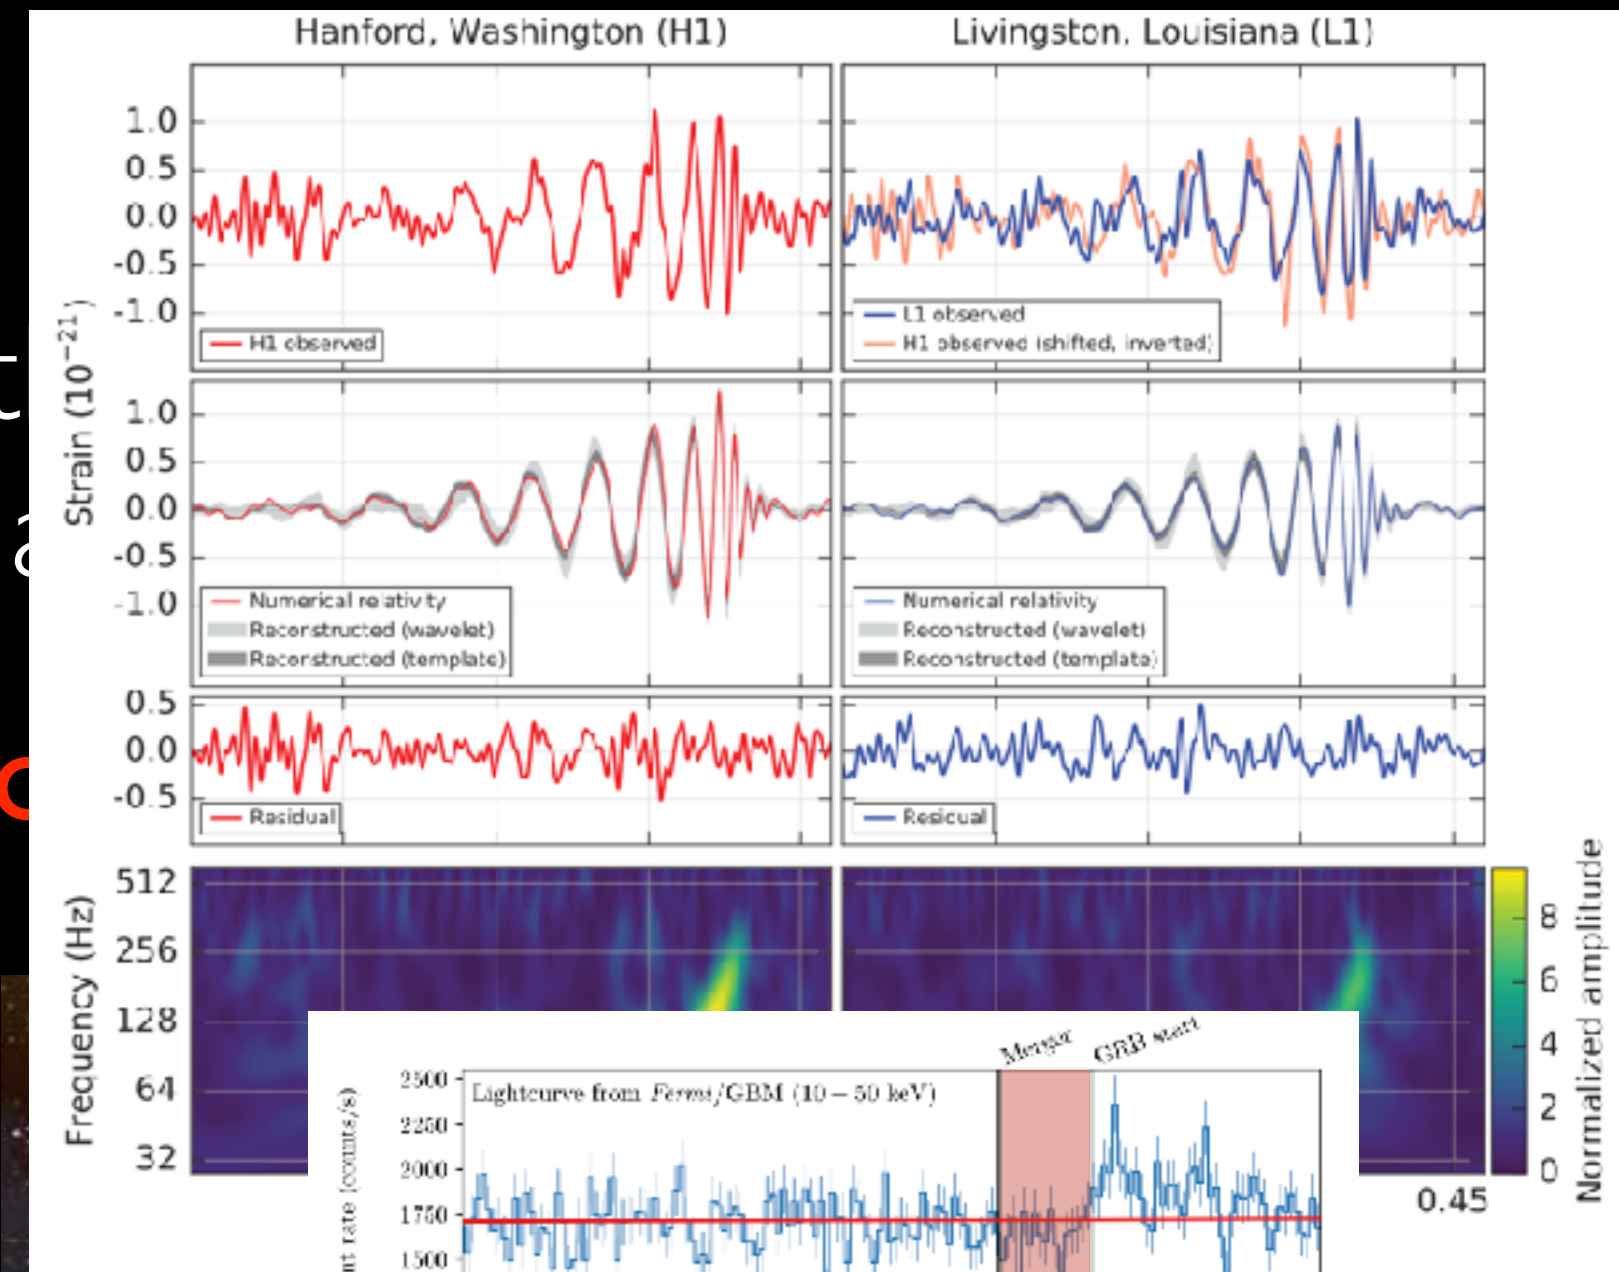 Hanford, Washington (H1)
Livingston, Louisiana (L1)
Strain (10⁻²¹)
1.0
0.5
0.0
-0.5
-1.0
H1 observed
L1 observed
H1 observed (shifted, inverted)
1.0
0.5
0.0
-0.5
-1.0
Numerical relativity
Reconstructed (wavelet)
Reconstructed (template)
Numerical relativity
Reconstructed (wavelet)
Reconstructed (template)
0.5
0.0
-0.5
Residual
Residual
Frequency (Hz)
512
256
128
64
32
Normalized amplitude
8
6
4
2
0
0.45
Merger
GRB start
Lightcurve from Fermi/GBM (10 − 50 keV)
nt rate (counts/s)
2500
2250
2000
1750
1500